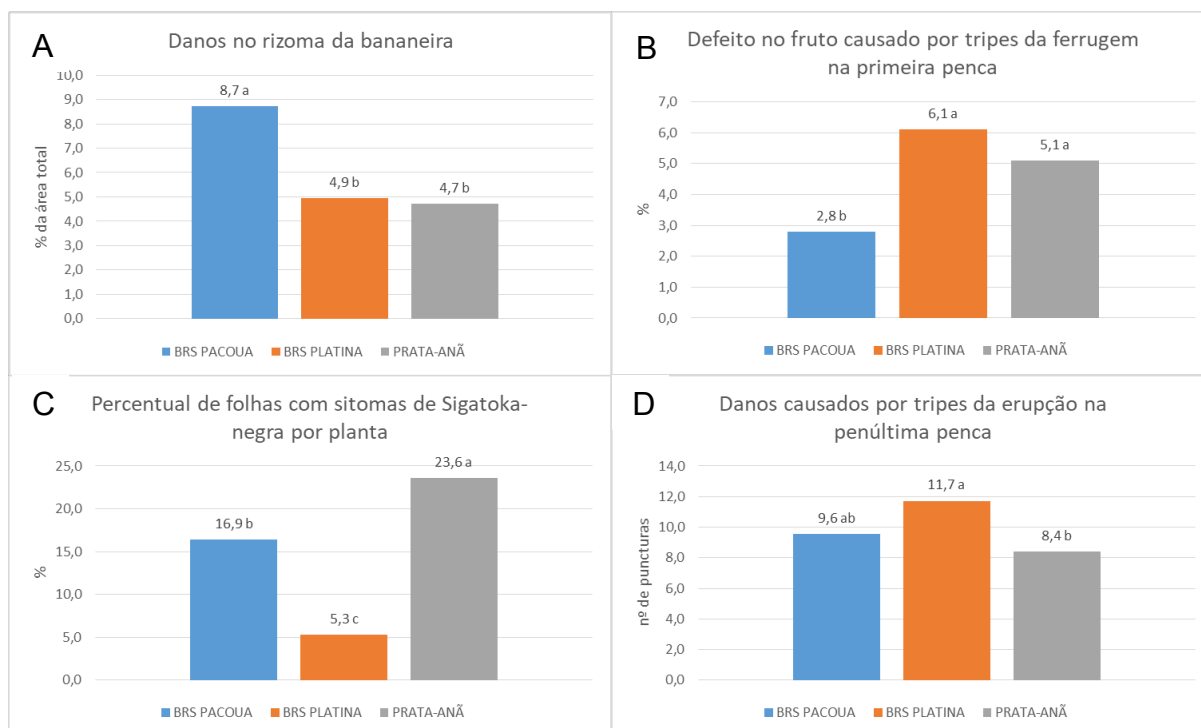 A
Danos no rizoma da bananeira
% da área total
10,0
9,0
8,0
7,0
6,0
5,0
4,0
3,0
2,0
1,0
0,0
8,7 a
4,9 b
4,7 b
BRS PACOUA BRS PLATINA PRATA-ANÃ
B
Defeito no fruto causado por tripes da ferrugem
na primeira penca
%
7,0
6,0
5,0
4,0
3,0
2,0
1,0
0,0
2,8 b
6,1 a
5,1 a
BRS PACOUA BRS PLATINA PRATA-ANÃ
C
Percentual de folhas com sitomas de Sigatoka-
negra por planta
%
25,0
20,0
15,0
10,0
5,0
0,0
16,9 b
5,3 c
23,6 a
BRS PACOUA BRS PLATINA PRATA-ANÃ
D
Danos causados por tripes da erupção na
penúltima penca
nº de puncturas
14,0
12,0
10,0
8,0
6,0
4,0
2,0
0,0
9,6 ab
11,7 a
8,4 b
BRS PACOUA BRS PLATINA PRATA-ANÃ